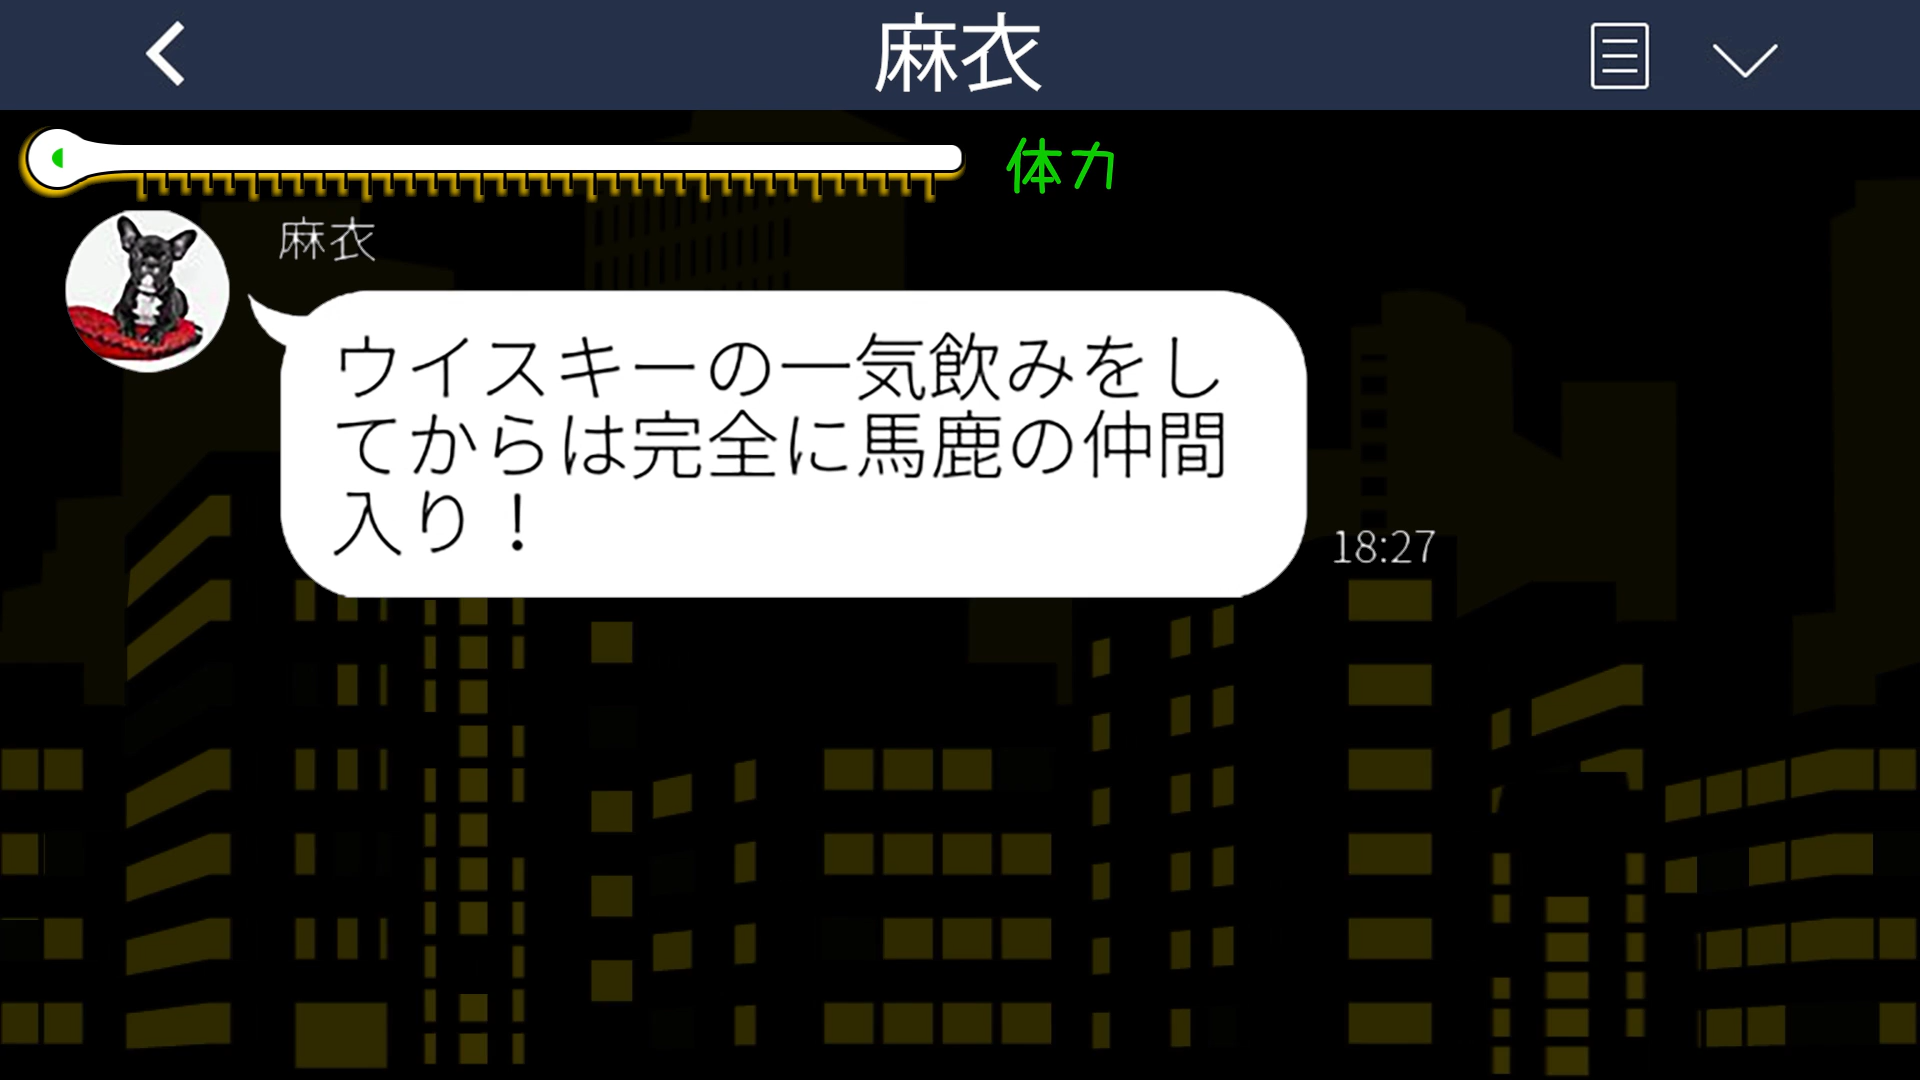 麻衣
体力
麻衣
ウイスキーの一気飲みをし
てからは完全に馬鹿の仲間
入り！
18:27